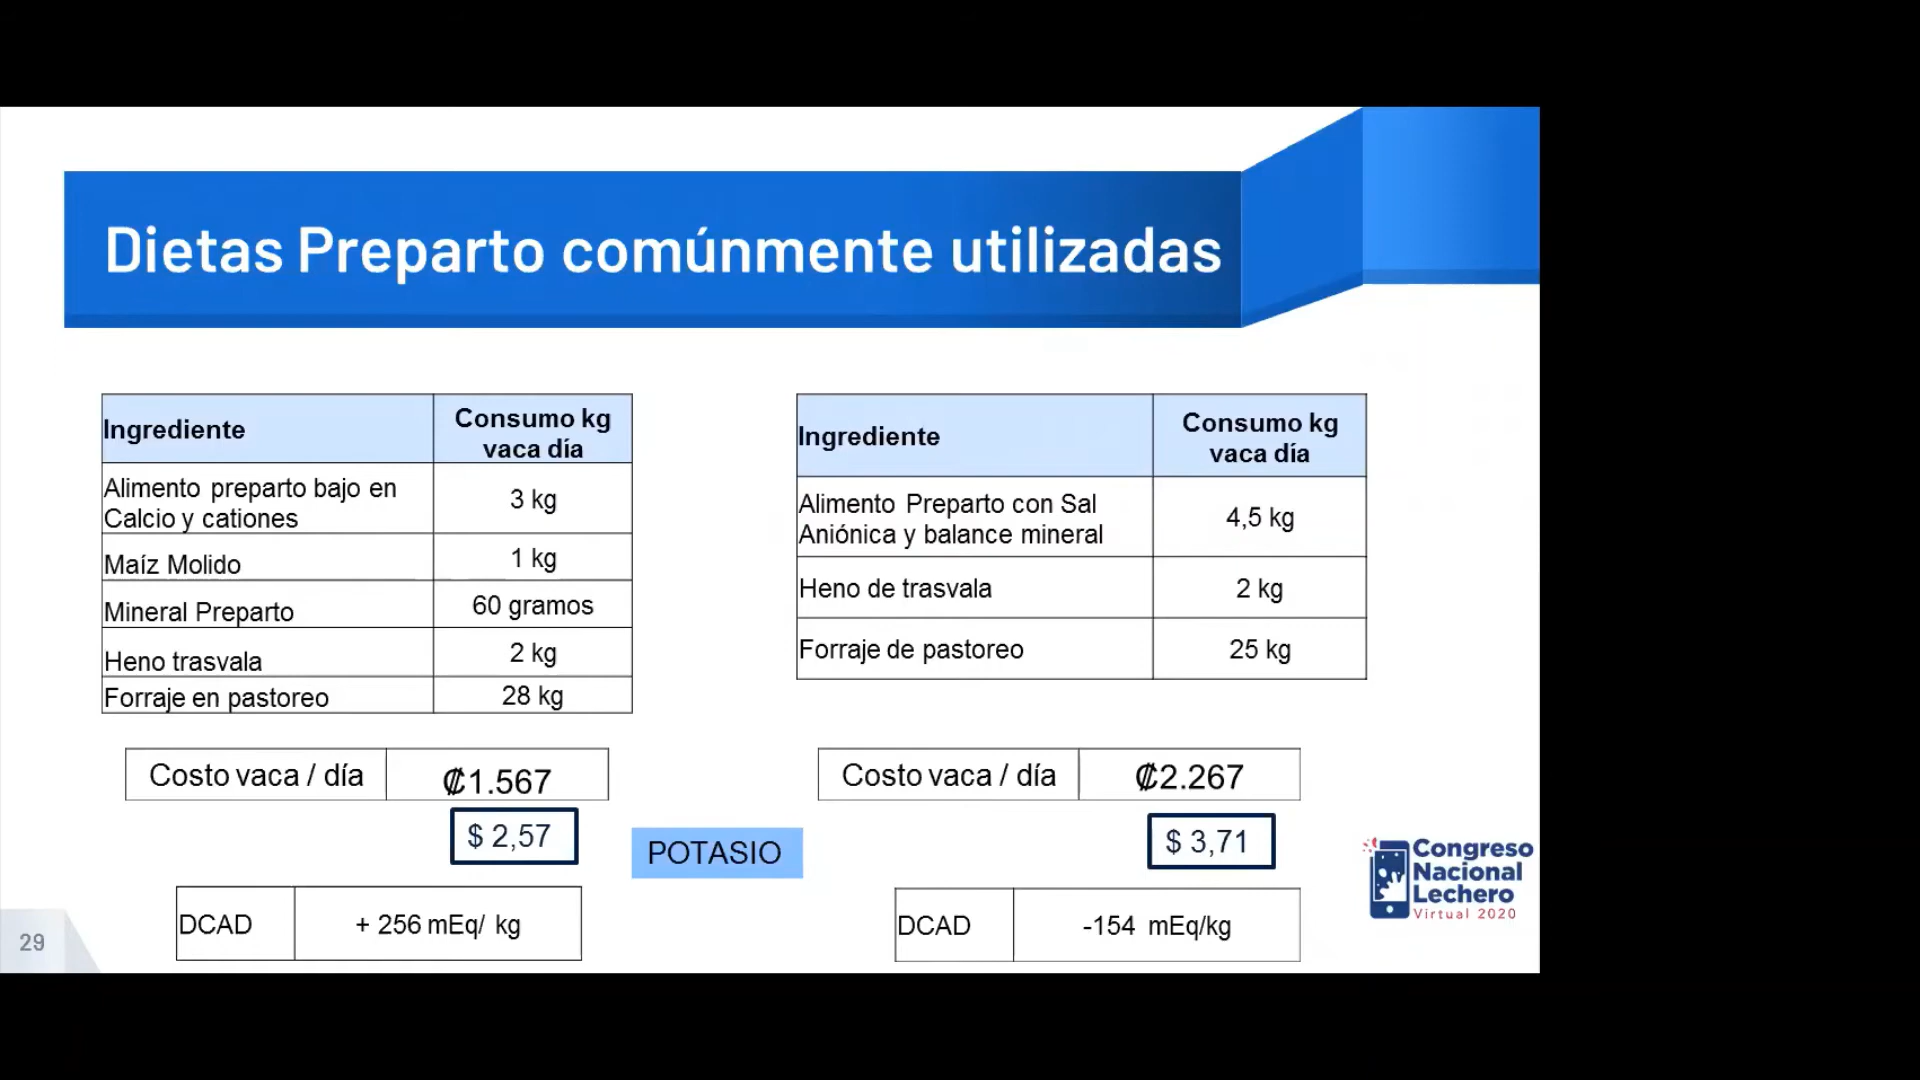 Dietas Preparto comúnmente utilizadas
Ingrediente
Consumo kg
vaca día
Alimento preparto bajo en
Calcio y cationes
3 kg
Maíz Molido
1 kg
Mineral Preparto
60 gramos
Heno trasvala
2 kg
Forraje en pastoreo
28 kg
Costo vaca / día
₡1.567
$ 2,57
DCAD
+ 256 mEq/ kg
POTASIO
Ingrediente
Consumo kg
vaca día
Alimento Preparto con Sal
Aniónica y balance mineral
4,5 kg
Heno de trasvala
2 kg
Forraje de pastoreo
25 kg
Costo vaca / día
₡2.267
$ 3,71
DCAD
-154 mEq/kg
Congreso
Nacional
Lechero
Virtual 2020
29